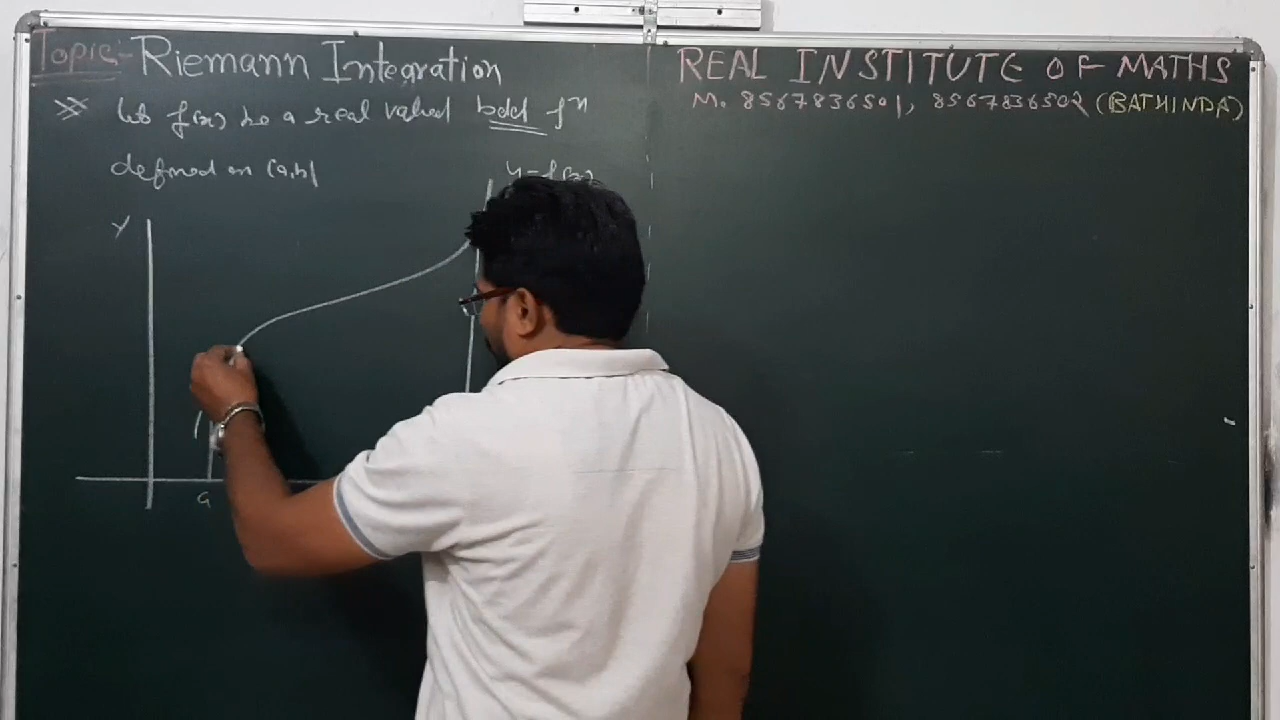 Topic:- Riemann Integration
REAL INSTITUTE OF MATHS
M. 8567836501, 8567836502 (BATHINDA)
Let f(x) be a real valued bdd fⁿ
defined on [a,b]
y=f(x)
Y
a